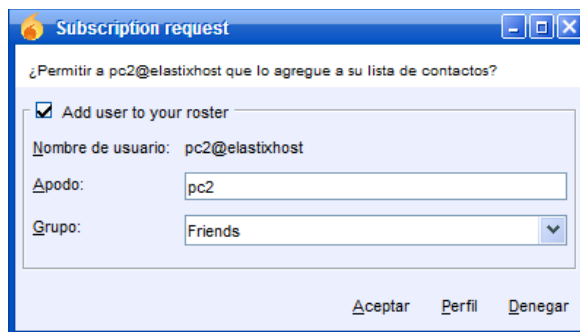 Subscription request
¿Permitir a pc2@elastixhost que lo agregue a su lista de contactos?
Add user to your roster
Nombre de usuario: pc2@elastixhost
Apodo: pc2
Grupo: Friends
Aceptar Perfil Denegar